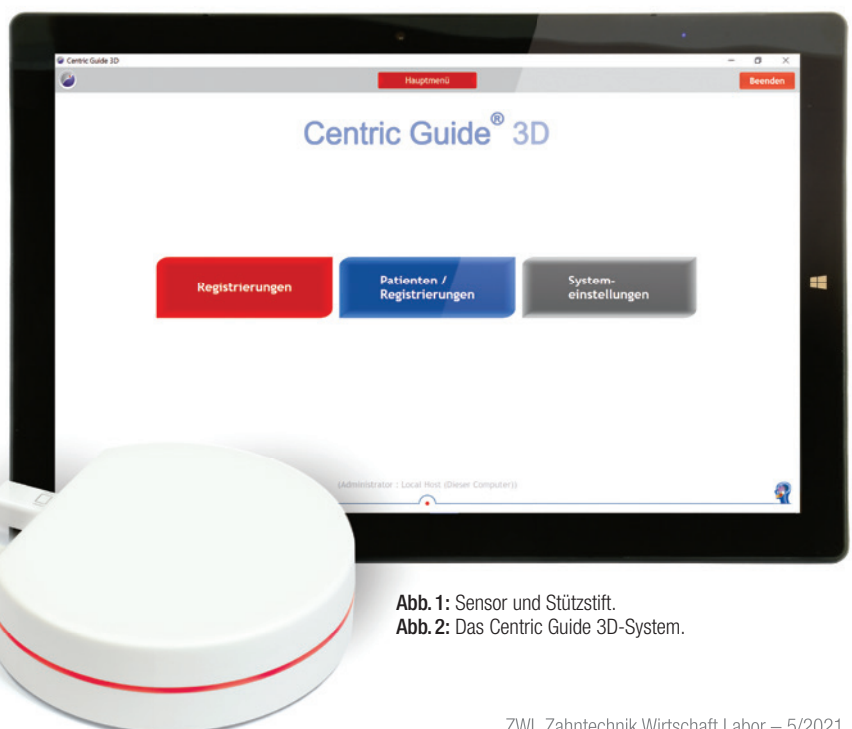 Centric Guide 3D
Hauptmenü
Beenden
Centric Guide® 3D
Registrierungen
Patienten /
Registrierungen
System-
einstellungen
(Administrator : Local Host (Dieser Computer))
Abb. 1: Sensor und Stützstift.
Abb. 2: Das Centric Guide 3D-System.
ZWL Zahntechnik Wirtschaft Labor – 5/2021